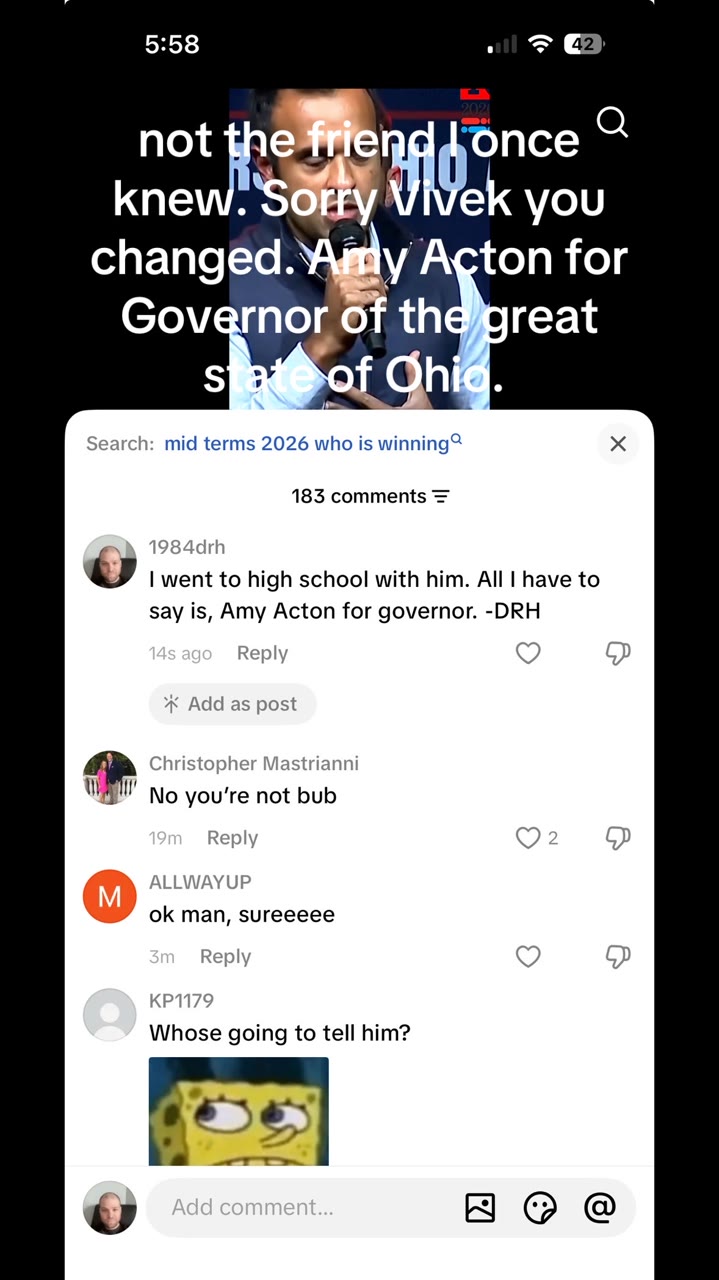 5:58
42
2026
not the friend I once
knew. Sorry Vivek you
changed. Amy Acton for
Governor of the great
state of Ohio.
Search: mid terms 2026 who is winning
183 comments
1984drh
I went to high school with him. All I have to
say is, Amy Acton for governor. -DRH
14s ago Reply
Add as post
Christopher Mastrianni
No you’re not bub
19m Reply 2
M
ALLWAYUP
ok man, sureeeee
3m Reply
KP1179
Whose going to tell him?
Add comment...
@